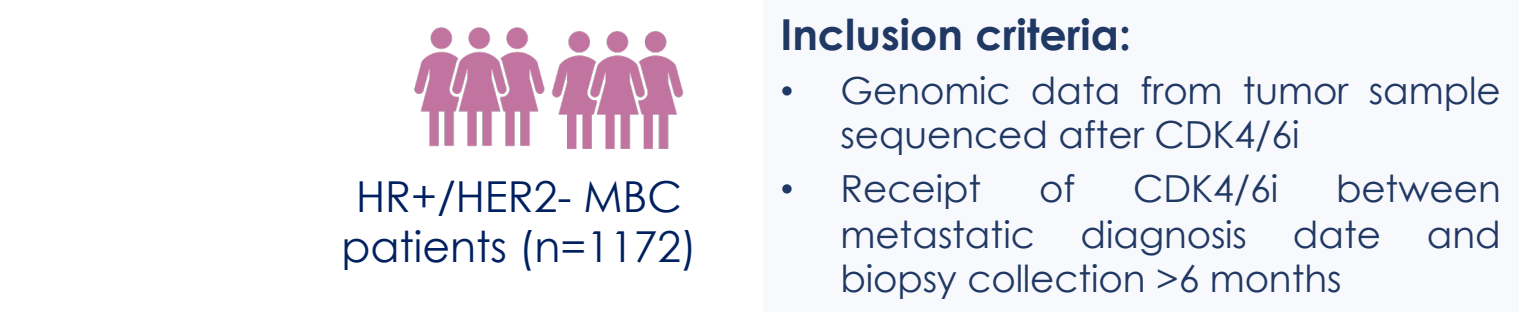 HR+/HER2- MBC
patients (n=1172)
Inclusion criteria:
• Genomic data from tumor sample
sequenced after CDK4/6i
• Receipt of CDK4/6i between
metastatic diagnosis date and
biopsy collection >6 months